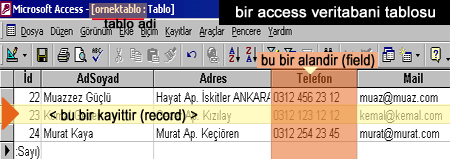 Microsoft Access - [ornektablo : Tablo]
bir access veritabani tablosu
tablo adi
Dosya Düzen Görünüm Ekle Biçim Kayıtlar Araçlar Pencere Yardım
bu bir alandir (field)
İd AdSoyad Adres Telefon Mail
22 Muazzez Güçlü Hayat Ap. İskitler ANKARA 0312 456 23 12 muaz@muaz.com
23 Kızılay 0312 123 12 12 kemal@kemal.com
< bu bir kayittir (record) >
24 Murat Kaya Murat Ap. Keçiören 0312 254 23 45 murat@murat.com
:Sayı)